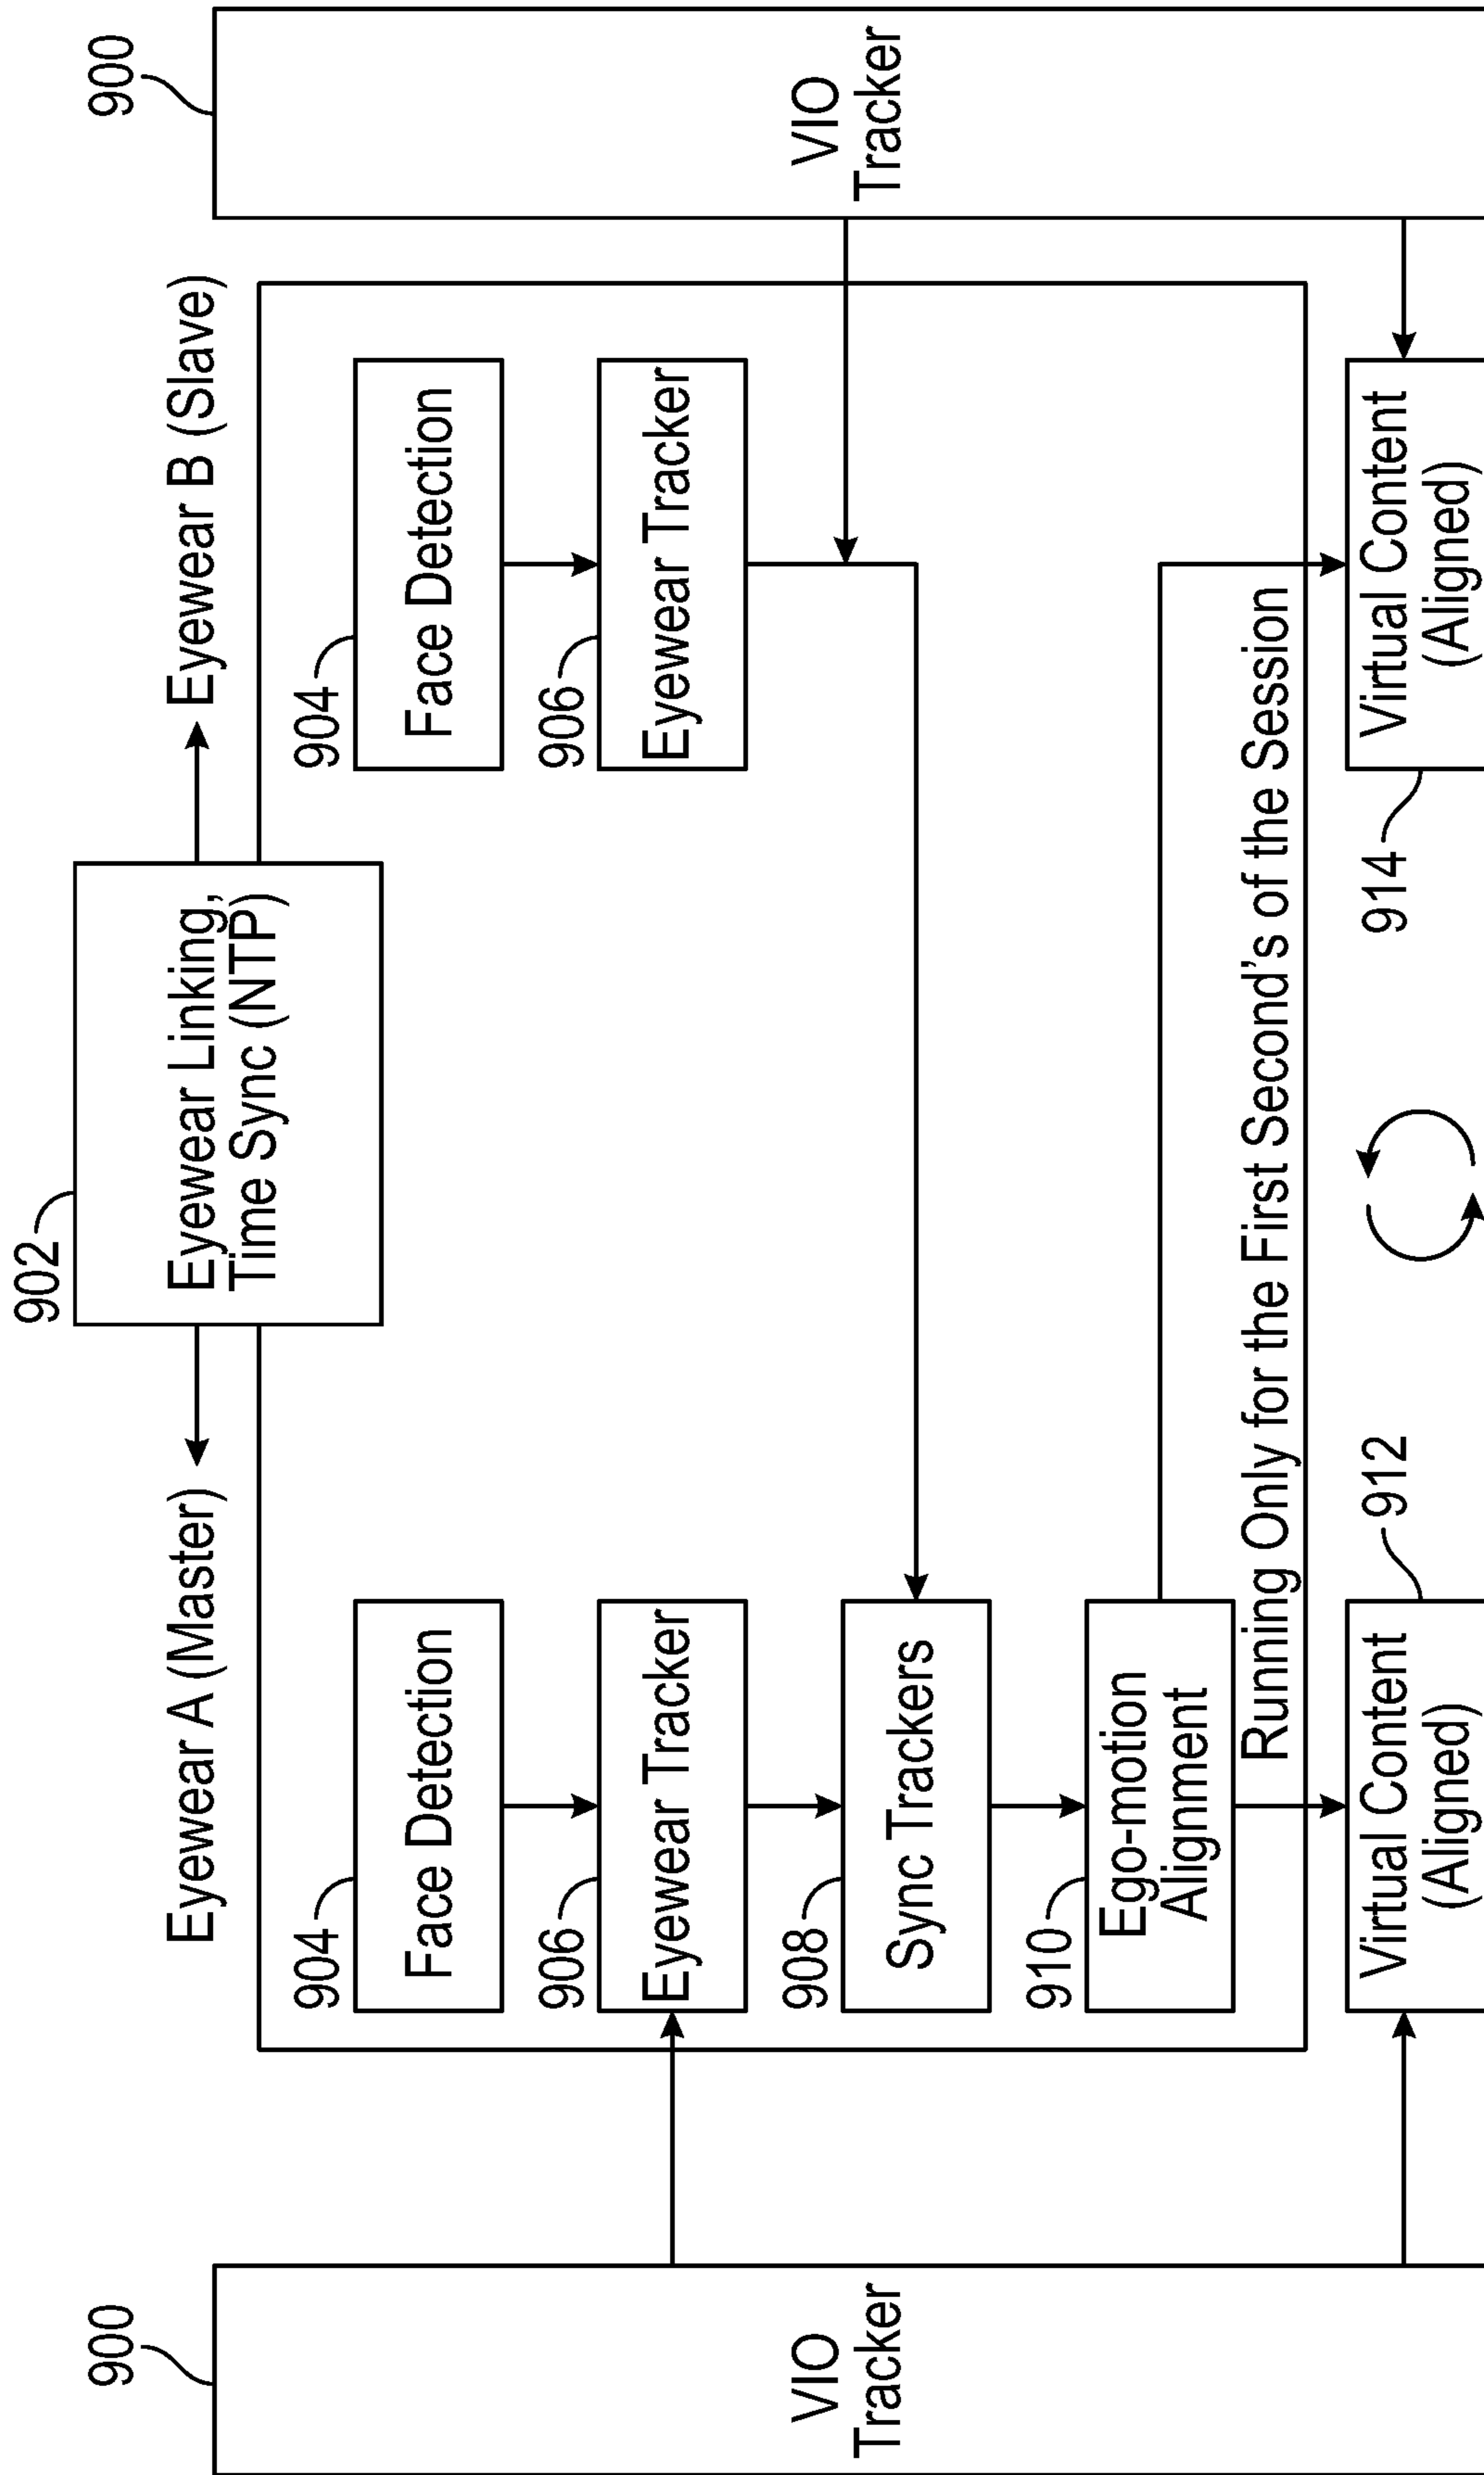 902
Eyewear Linking,
Time Sync (NTP)
900
Eyewear A (Master)
Eyewear B (Slave)
900
VIO
Tracker
904
Face Detection
904
Face Detection
VIO
Tracker
906
Eyewear Tracker
906
Eyewear Tracker
908
Sync Trackers
910
Ego-motion
Alignment
Running Only for the First Second's of the Session
Virtual Content
(Aligned)
912
914
Virtual Content
(Aligned)